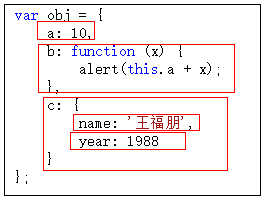 var obj = {
    a: 10,
    b: function (x) {
        alert(this.a + x);
    },
    c: {
        name: '王福朋',
        year: 1988
    }
};